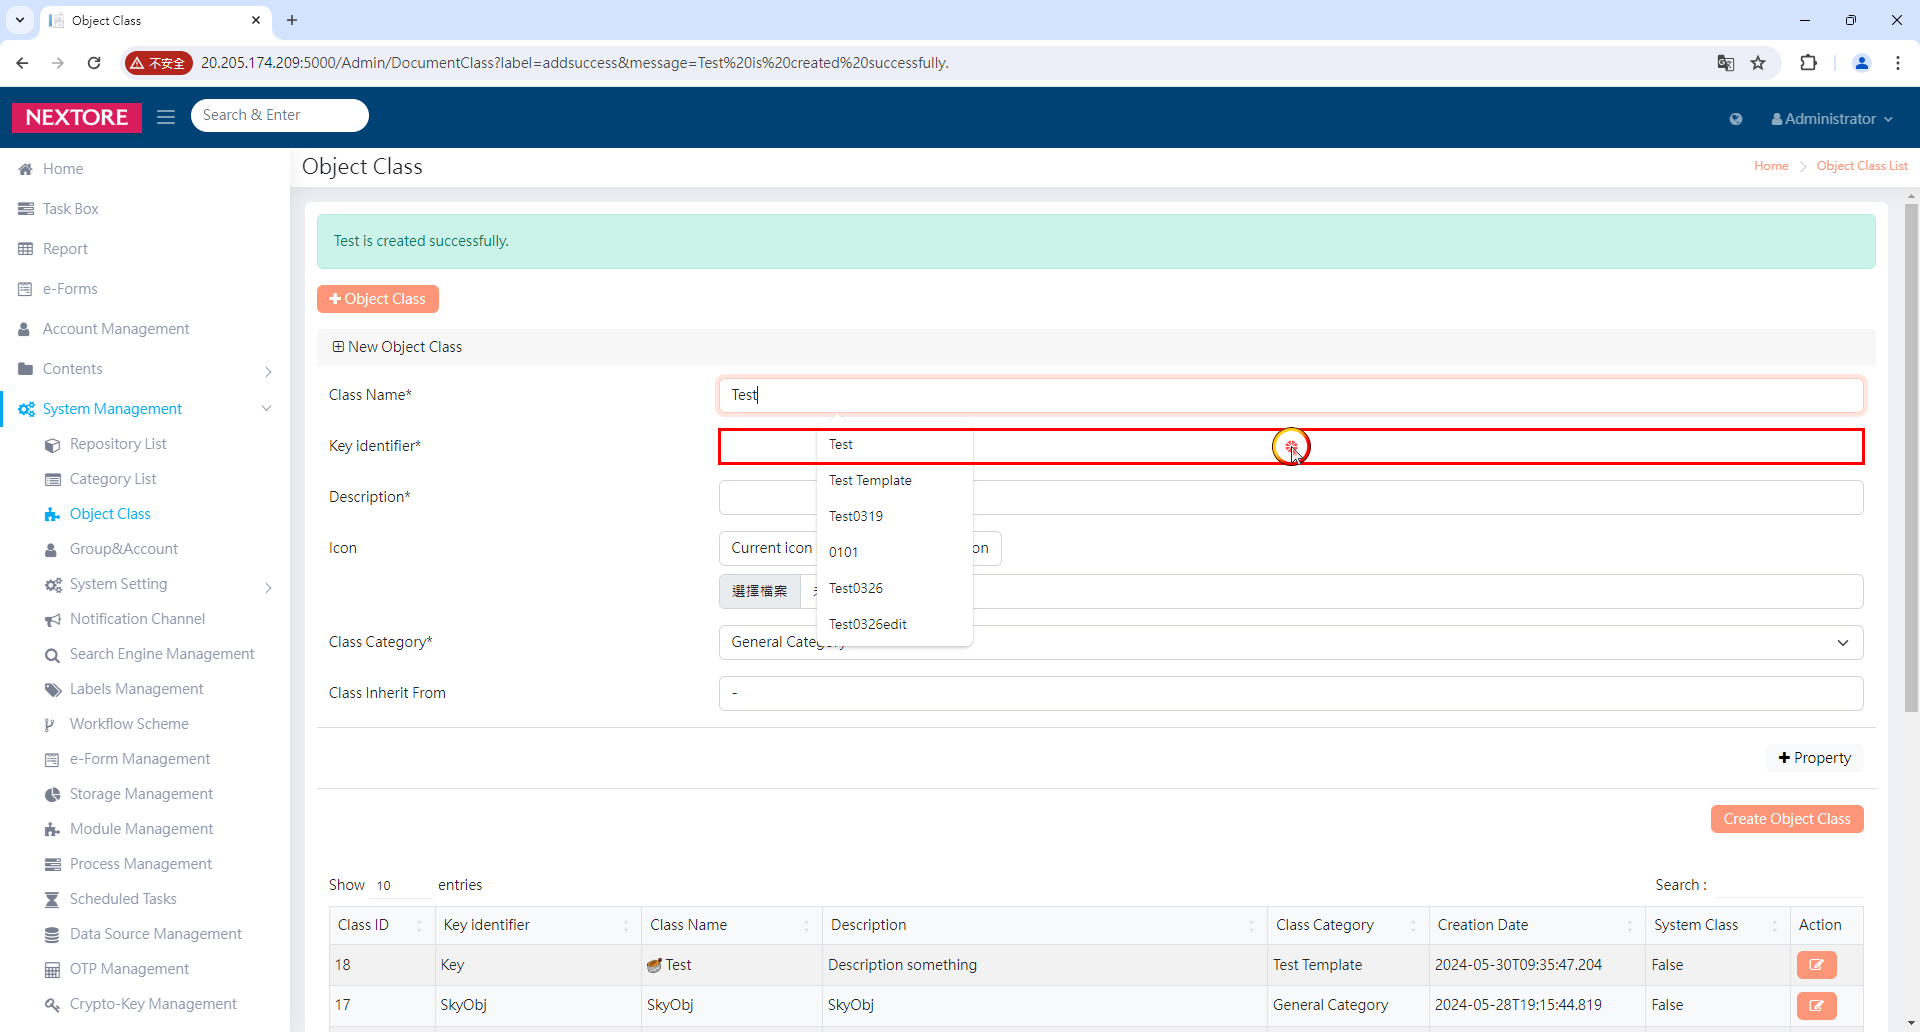 Object Class
不安全
20.205.174.209:5000/Admin/DocumentClass?label=addsuccess&message=Test%20is%20created%20successfully.
NEXTORE
Search & Enter
Administrator
Home
Task Box
Report
e-Forms
Account Management
Contents
System Management
Repository List
Category List
Object Class
Group&Account
System Setting
Notification Channel
Search Engine Management
Labels Management
Workflow Scheme
e-Form Management
Storage Management
Module Management
Process Management
Scheduled Tasks
Data Source Management
OTP Management
Crypto-Key Management
Object Class
Home
Object Class List
Test is created successfully.
Object Class
New Object Class
Class Name*
Test
Key identifier*
Description*
Icon
Current icon
on
選擇檔案
Test
Test Template
Test0319
0101
Test0326
Test0326edit
Class Category*
General Category
Class Inherit From
-
Property
Create Object Class
Show 10 entries
Search :
Class ID Key identifier Class Name Description Class Category Creation Date System Class Action
18 Key Test Description something Test Template 2024-05-30T09:35:47.204 False
17 SkyObj SkyObj SkyObj General Category 2024-05-28T19:15:44.819 False